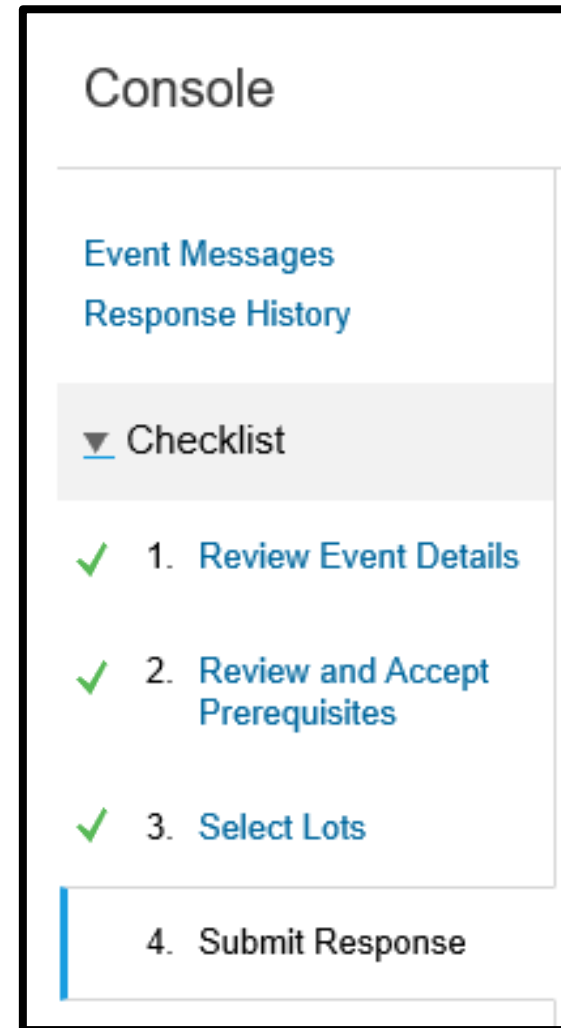 Console
Event Messages
Response History
Checklist
1. Review Event Details
2. Review and Accept
Prerequisites
3. Select Lots
4. Submit Response